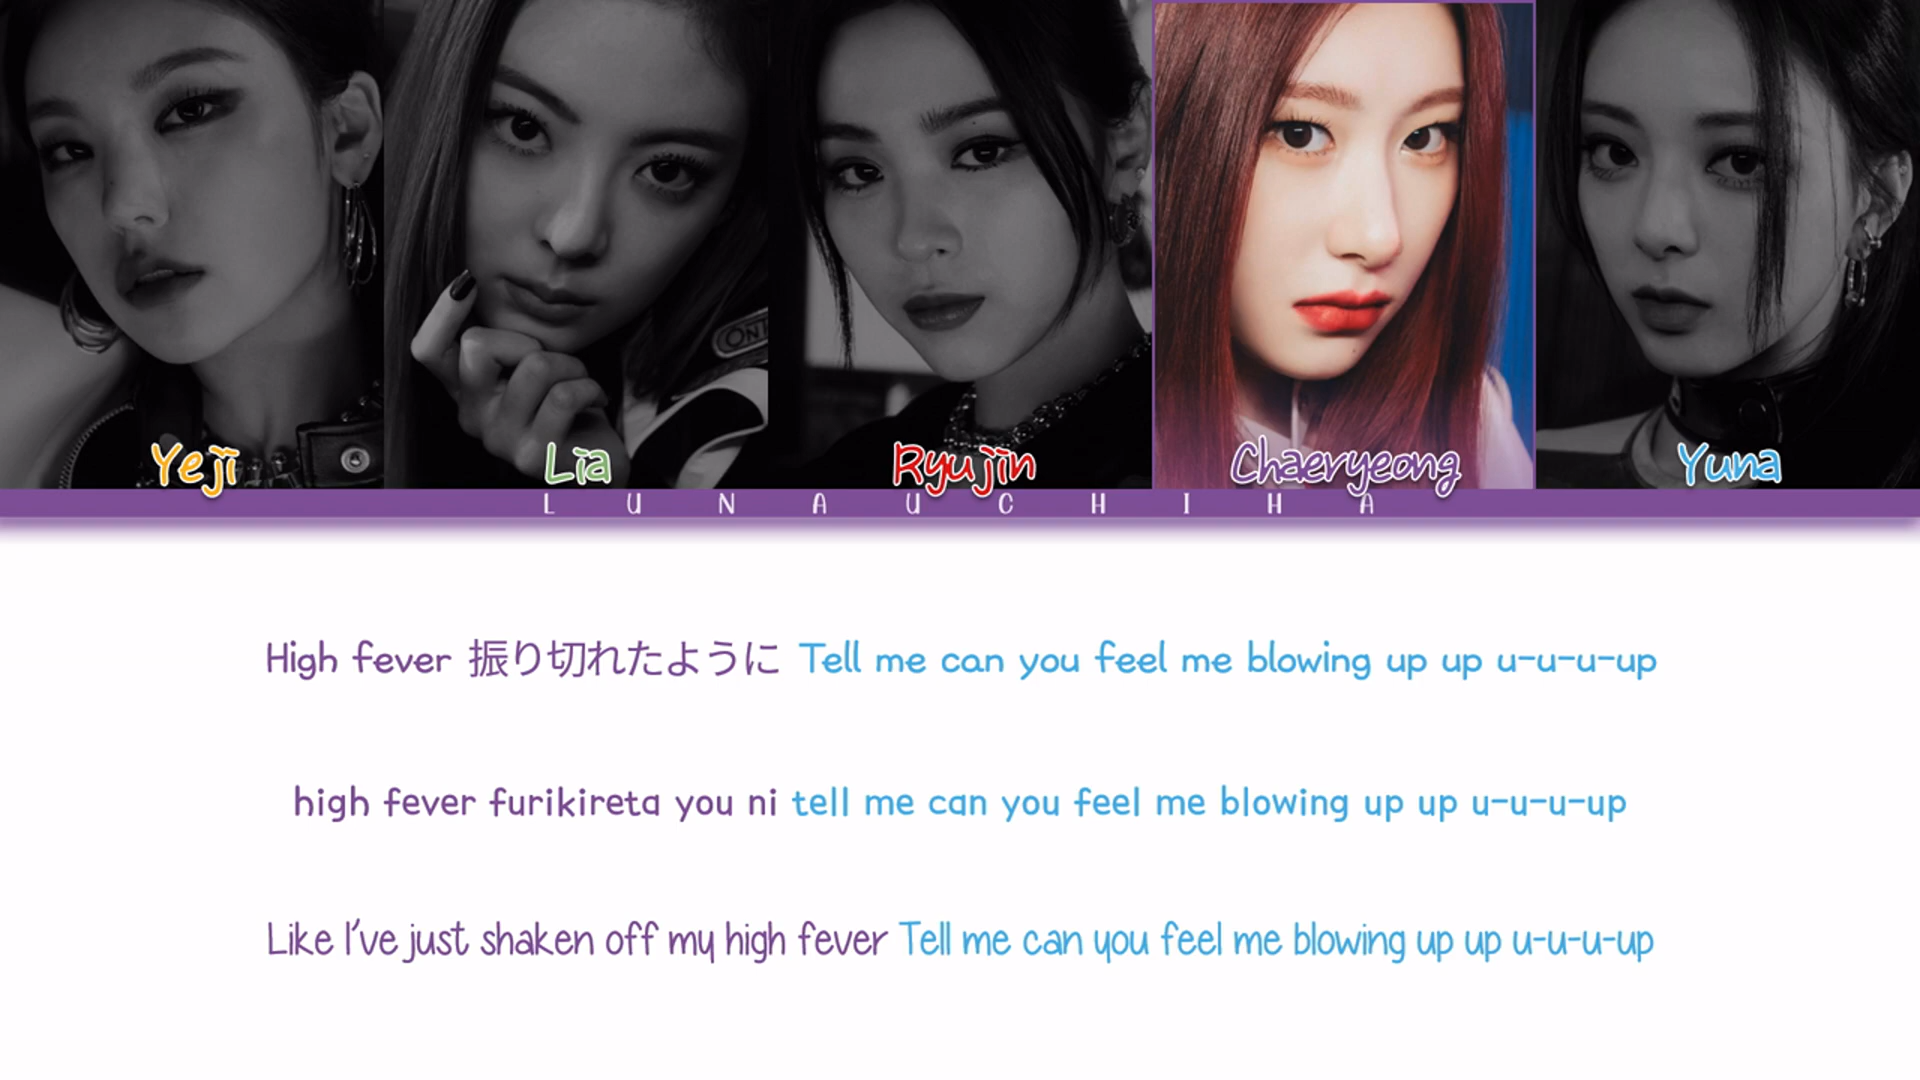 Yeji Lia Ryujin Chaeryeong Yuna
LUNAUCHIHA
High fever 振り切れたように Tell me can you feel me blowing up up u-u-u-up
high fever furikireta you ni tell me can you feel me blowing up up u-u-u-up
Like I've just shaken off my high fever Tell me can you feel me blowing up up u-u-u-up